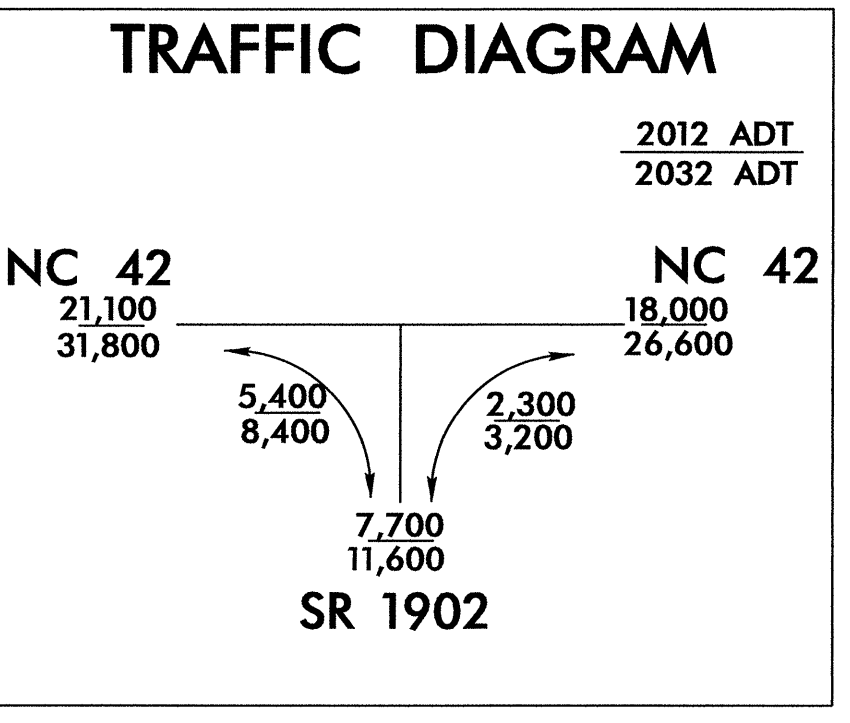 TRAFFIC DIAGRAM
2012 ADT
2032 ADT
NC 42
21,100
31,800
NC 42
18,000
26,600
5,400
8,400
2,300
3,200
7,700
11,600
SR 1902